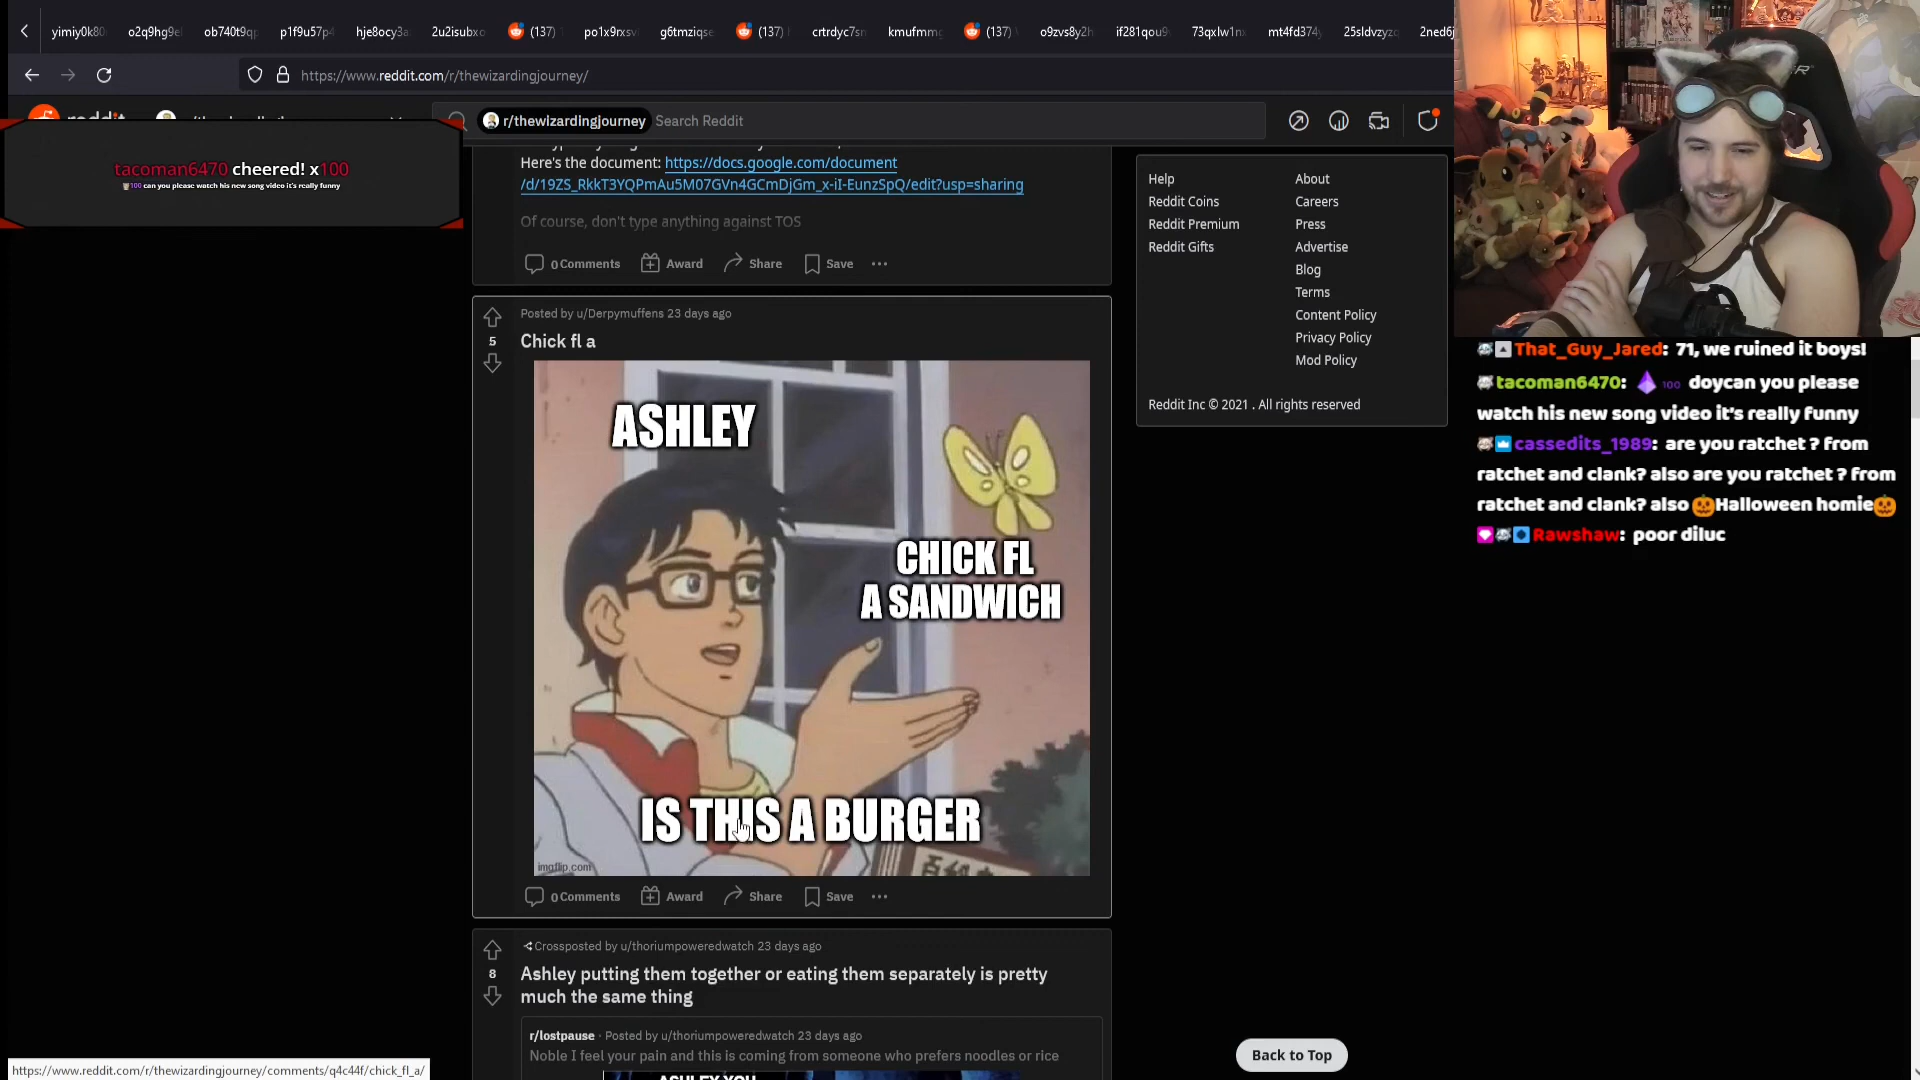 yimiy0k80
o2q9hg9e
ob740t9qp
p1f9u57p
hje8ocy3a
2u2isubxo
(137)
po1x9rxsv
g6tmziqse
(137)
crtrdyc7sn
kmufmm
(137)
o9zvs8y2h
if281qou9
73qxlw1n
mt4fd374
25sldvzyz
2ned6j
https://www.reddit.com/r/thewizardingjourney/
reddit
r/thewizardingjourney Search Reddit
tacoman6470 cheered! x100
100 can you please watch his new song video it's really funny
Here's the document: https://docs.google.com/document
/d/19ZS_RkkT3YQPmAu5M07GVn4GCmDjGm_x-iI-EunzSpQ/edit?usp=sharing
Of course, don't type anything against TOS
0 Comments Award Share Save
Help
Reddit Coins
Reddit Premium
Reddit Gifts
About
Careers
Press
Advertise
Blog
Terms
Content Policy
Privacy Policy
Mod Policy
Reddit Inc © 2021 . All rights reserved
Posted by u/Derpymuffens 23 days ago
5
Chick fl a
ASHLEY
CHICK FL
A SANDWICH
IS THIS A BURGER
imgflip.com
0 Comments Award Share Save
Crossposted by u/thoriumpoweredwatch 23 days ago
8
Ashley putting them together or eating them separately is pretty
much the same thing
r/lostpause · Posted by u/thoriumpoweredwatch 23 days ago
Noble I feel your pain and this is coming from someone who prefers noodles or rice
ASHLEY YOU
Back to Top
https://www.reddit.com/r/thewizardingjourney/comments/q4c44f/chick_fl_a/
That_Guy_Jared: 71, we ruined it boys!
tacoman6470: 100 doycan you please
watch his new song video it's really funny
cassedits_1989: are you ratchet ? from
ratchet and clank? also are you ratchet ? from
ratchet and clank? also 🎃Halloween homie🎃
Rawshaw: poor diluc